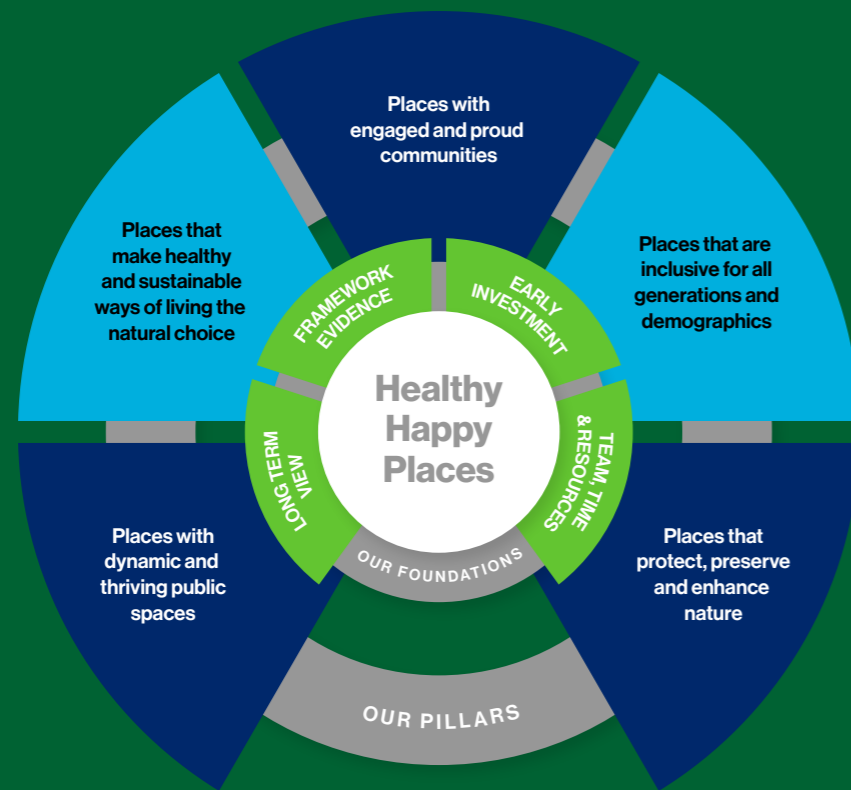 Places with
engaged and proud
communities
Places that
make healthy
and sustainable
ways of living the
natural choice
Places that are
inclusive for all
generations and
demographics
FRAMEWORK
EVIDENCE
EARLY
INVESTMENT
Healthy
Happy
Places
LONG TERM
VIEW
TEAM, TIME
& RESOURCES
OUR FOUNDATIONS
Places with
dynamic and
thriving public
spaces
Places that
protect, preserve
and enhance
nature
OUR PILLARS